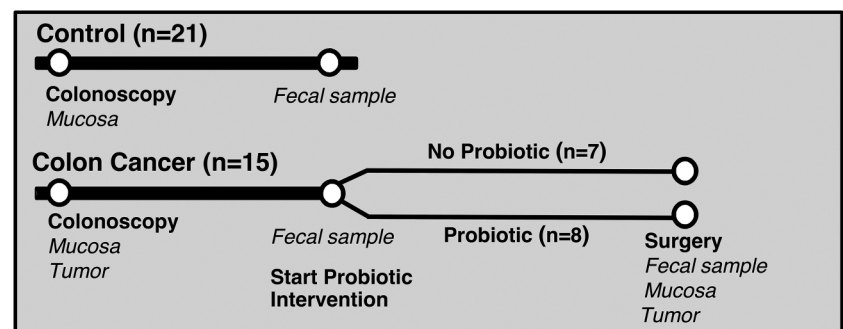 Control (n=21)
Colonoscopy
Mucosa
Fecal sample
Colon Cancer (n=15)
Colonoscopy
Mucosa
Tumor
Fecal sample
Start Probiotic
Intervention
No Probiotic (n=7)
Probiotic (n=8)
Surgery
Fecal sample
Mucosa
Tumor